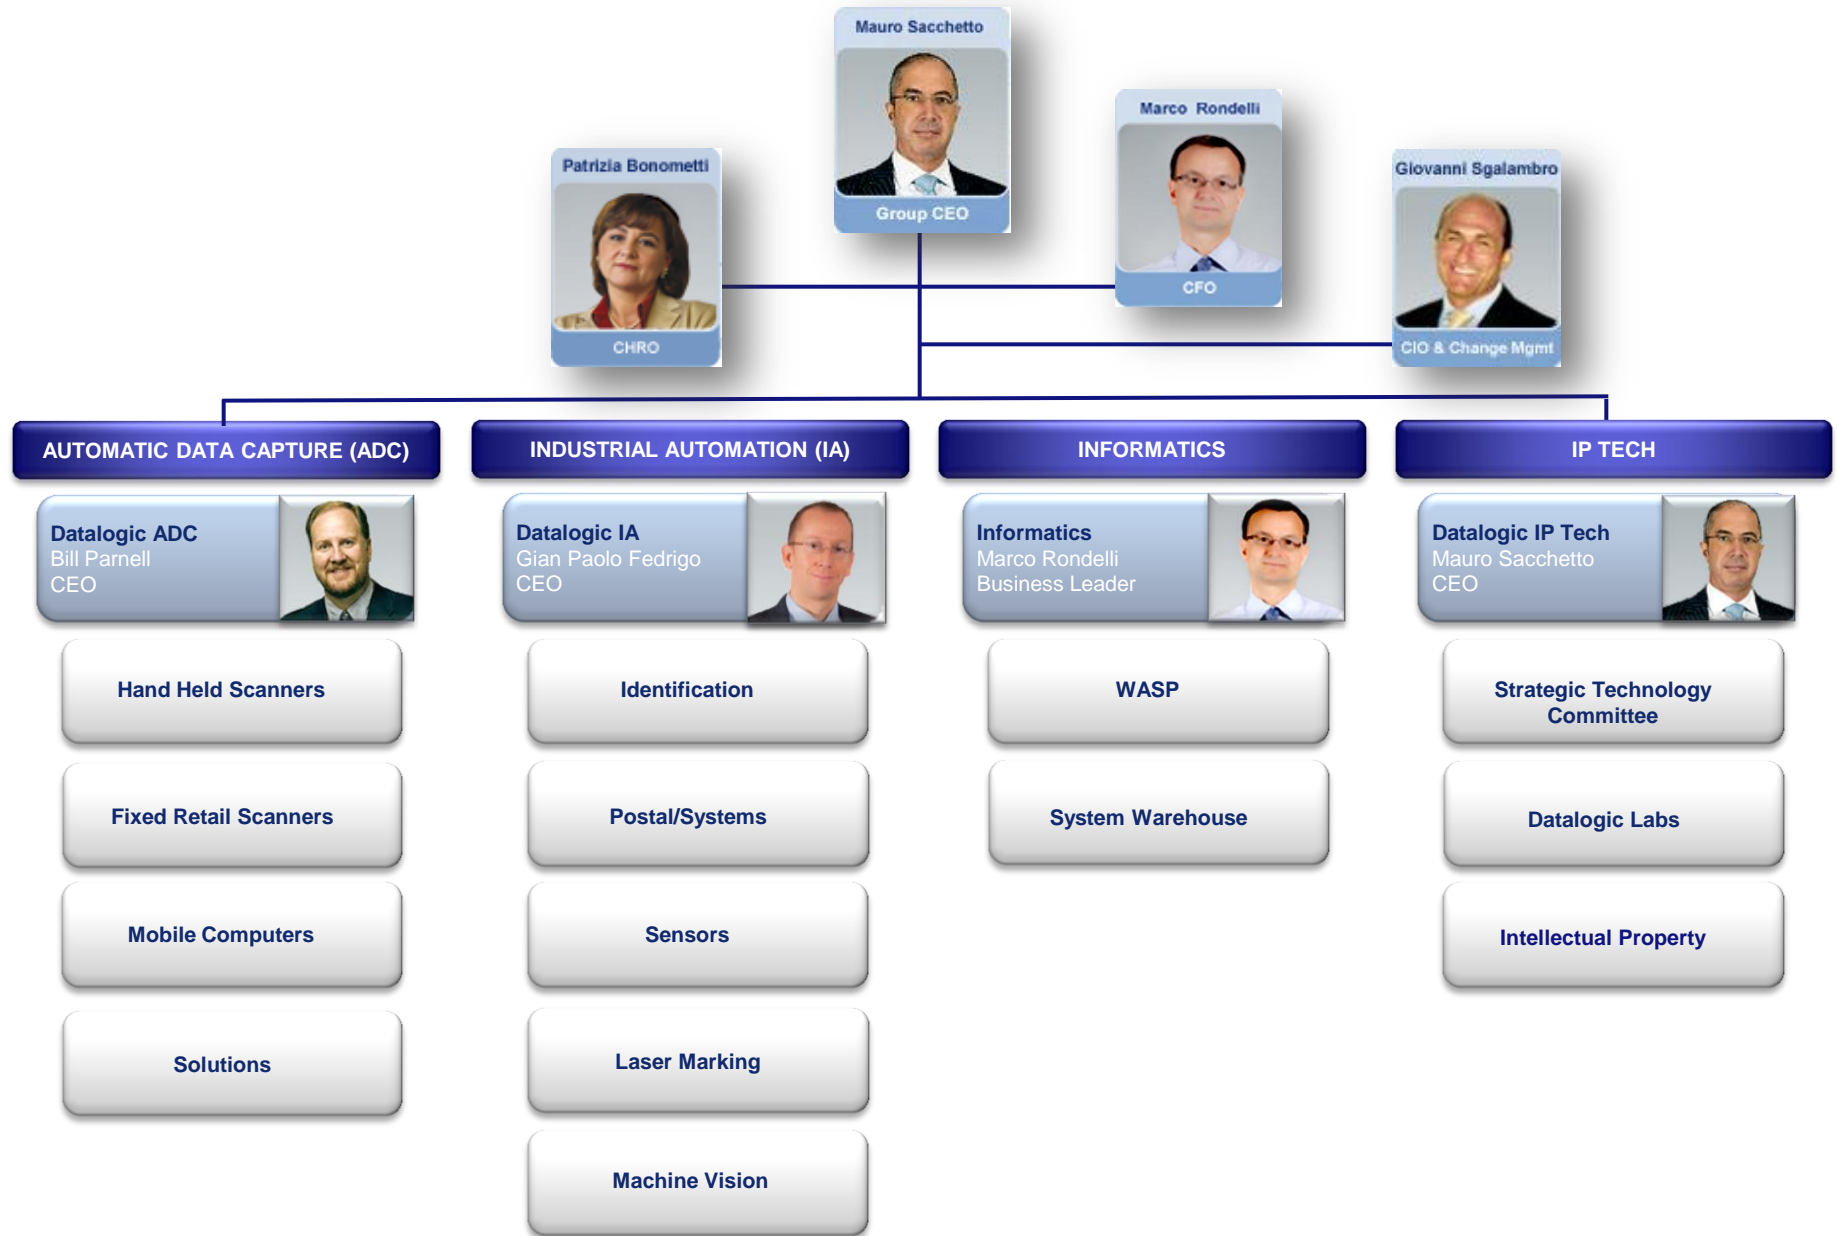 Mauro Sacchetto
Group CEO
Marco Rondelli
CFO
Patrizia Bonometti
CHRO
Giovanni Sgalambro
CIO & Change Mgmt
AUTOMATIC DATA CAPTURE (ADC)
Datalogic ADC
Bill Parnell
CEO
Hand Held Scanners
Fixed Retail Scanners
Mobile Computers
Solutions
INDUSTRIAL AUTOMATION (IA)
Datalogic IA
Gian Paolo Fedrigo
CEO
Identification
Postal/Systems
Sensors
Laser Marking
Machine Vision
INFORMATICS
Informatics
Marco Rondelli
Business Leader
WASP
System Warehouse
IP TECH
Datalogic IP Tech
Mauro Sacchetto
CEO
Strategic Technology
Committee
Datalogic Labs
Intellectual Property